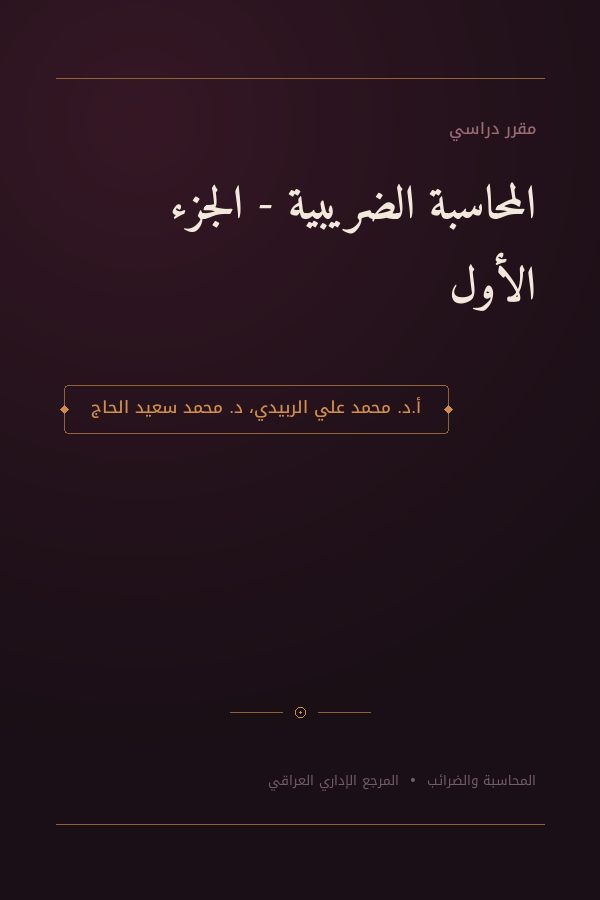 مقرر دراسي
المحاسبة الضريبية - الجزء
الأول
أ.د. محمد علي الربيدي، د. محمد سعيد الحاج
المحاسبة والضرائب • المرجع الإداري العراقي